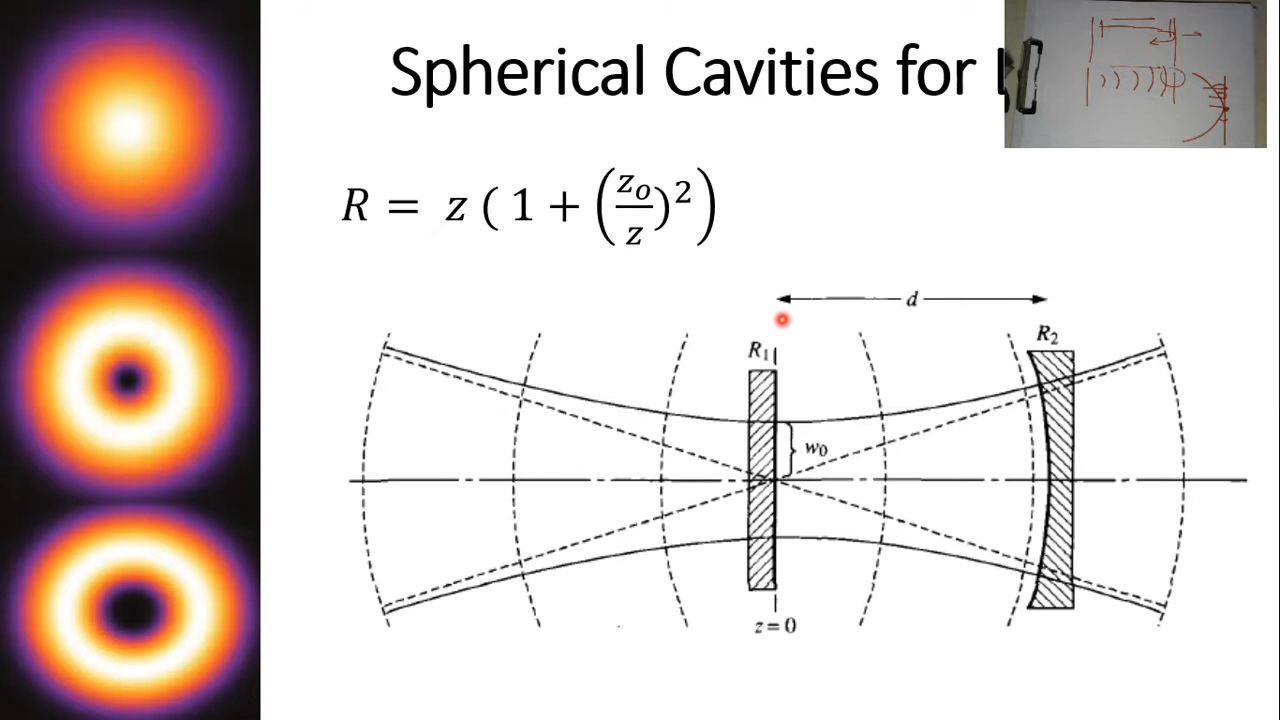 Spherical Cavities for
R = z ( 1 + (z₀/z)²)
d
R₁
R₂
w₀
z = 0